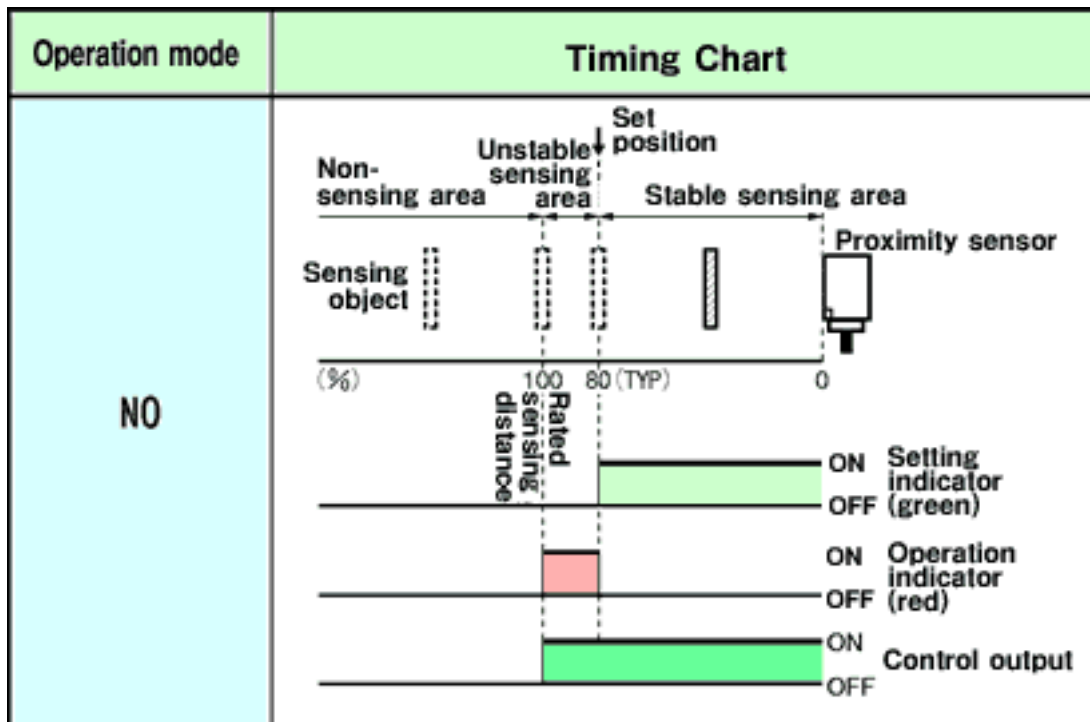 Operation mode
Timing Chart
NO
Set
position
Unstable
sensing
area
Non-
sensing area
Stable sensing area
Proximity sensor
Sensing
object
(%)
100
80 (TYP)
0
Rated
sensing
distance
ON
OFF
Setting
indicator
(green)
ON
OFF
Operation
indicator
(red)
ON
OFF
Control output